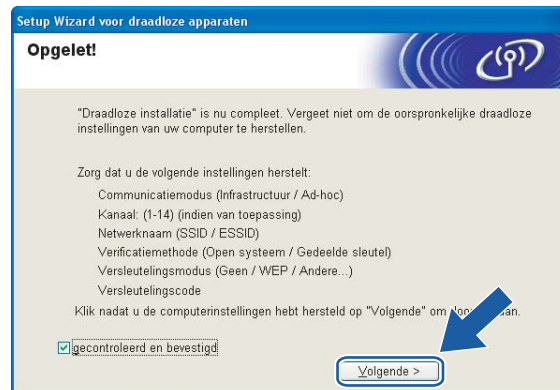 Setup Wizard voor draadloze apparaten
Opgelet!
"Draadloze installatie" is nu compleet. Vergeet niet om de oorspronkelijke draadloze
instellingen van uw computer te herstellen.
Zorg dat u de volgende instellingen herstelt:
Communicatiemodus (Infrastructuur / Ad-hoc)
Kanaal: (1-14) (indien van toepassing)
Netwerknaam (SSID / ESSID)
Verificatiemethode (Open systeem / Gedeelde sleutel)
Versleutelingsmodus (Geen / WEP / Andere...)
Versleutelingscode
Klik nadat u de computerinstellingen hebt hersteld op "Volgende" om
gecontroleerd en bevestigd
Volgende >